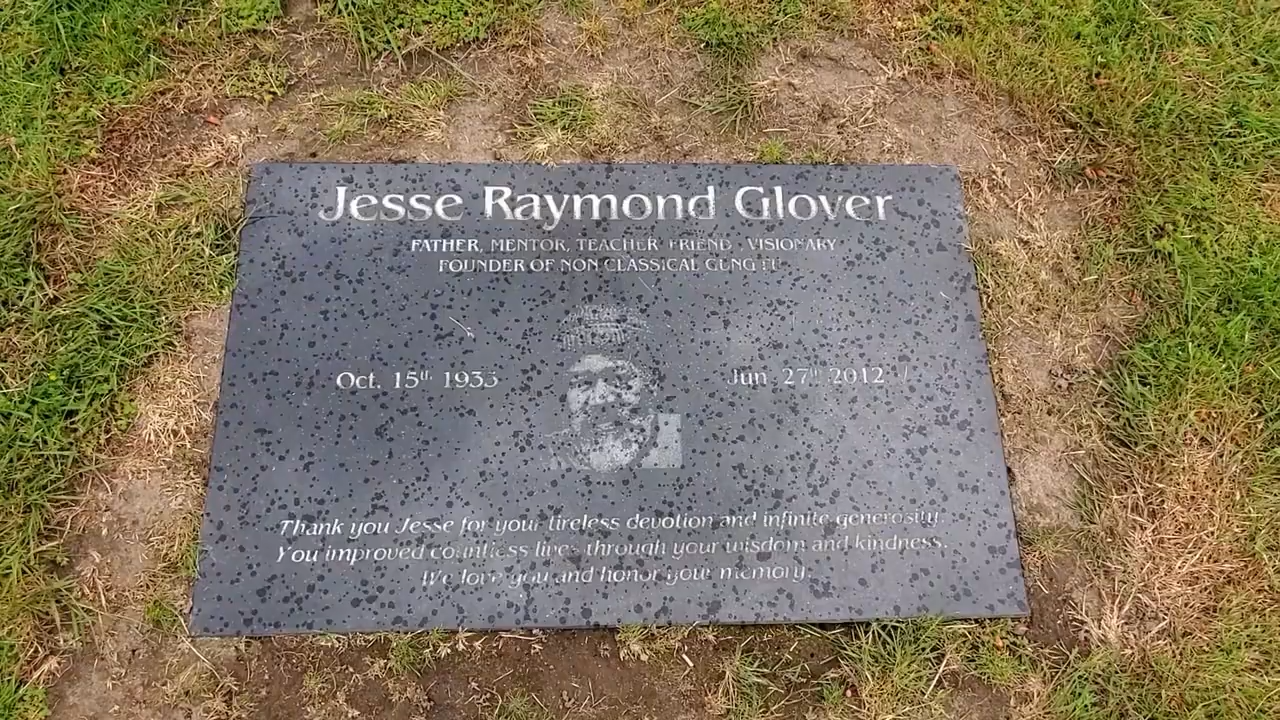 Jesse Raymond Glover
FATHER, MENTOR, TEACHER FRIEND, VISIONARY
FOUNDER OF NON CLASSICAL GUNG FU
Oct. 15th 1935
Jun 27th 2012
Thank you Jesse for your tireless devotion and infinite generosity.
You improved countless lives through your wisdom and kindness.
We love you and honor your memory.